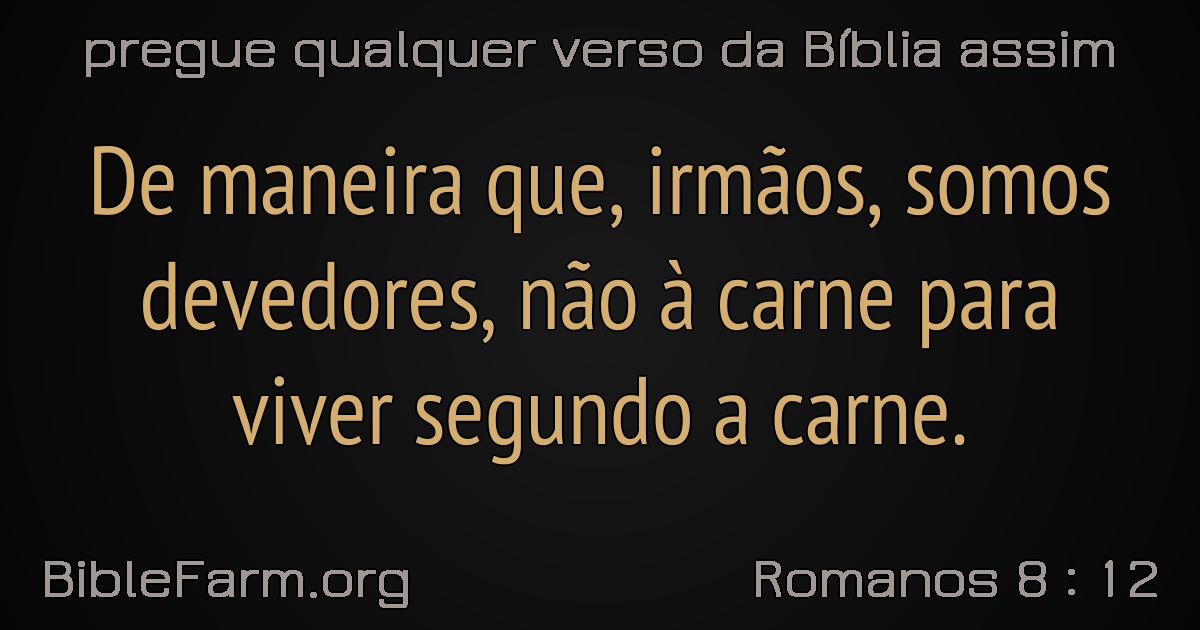 pregue qualquer verso da Bíblia assim
De maneira que, irmãos, somos
devedores, não à carne para
viver segundo a carne.
BibleFarm.org
Romanos 8 : 12